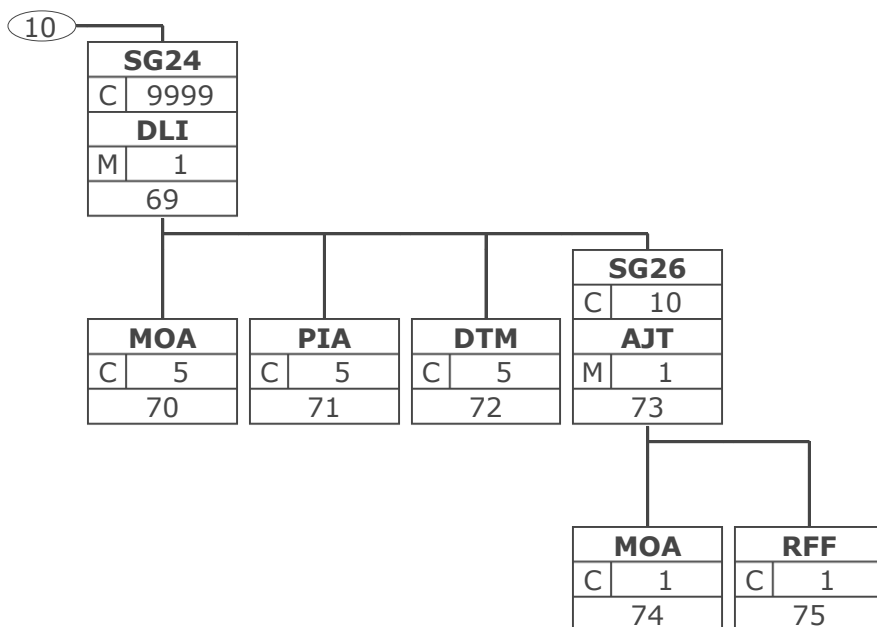 10
SG24
C 9999
DLI
M 1
69
SG26
C 10
AJT
M 1
73
MOA
C 5
70
PIA
C 5
71
DTM
C 5
72
MOA
C 1
74
RFF
C 1
75